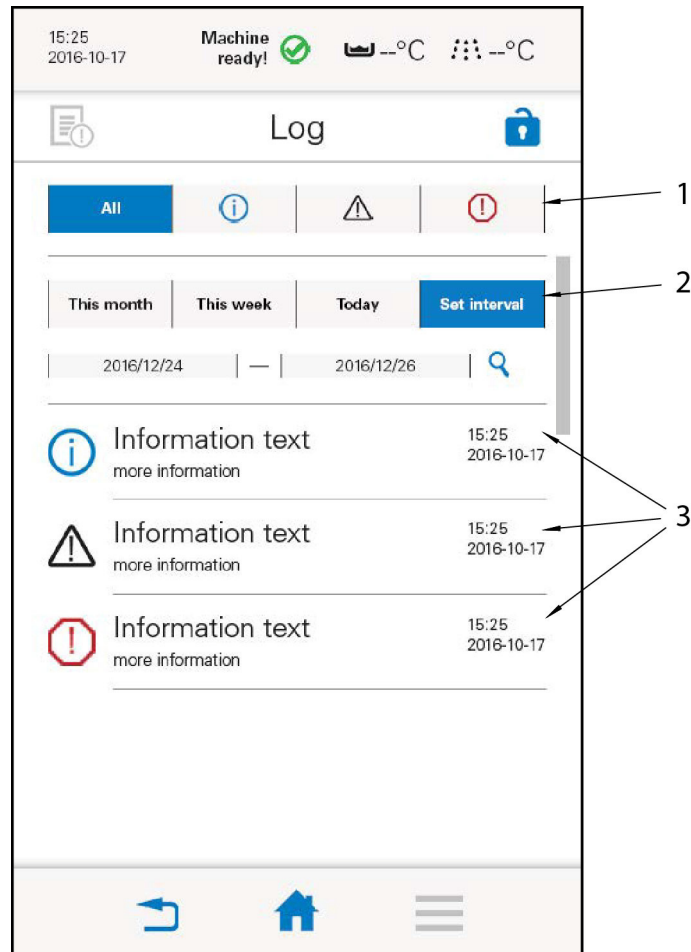 15:25
2016-10-17
Machine
ready!
--°C
--°C
Log
1
All
2
This month
This week
Today
Set interval
2016/12/24
—
2016/12/26
Information text
more information
15:25
2016-10-17
3
Information text
more information
15:25
2016-10-17
Information text
more information
15:25
2016-10-17